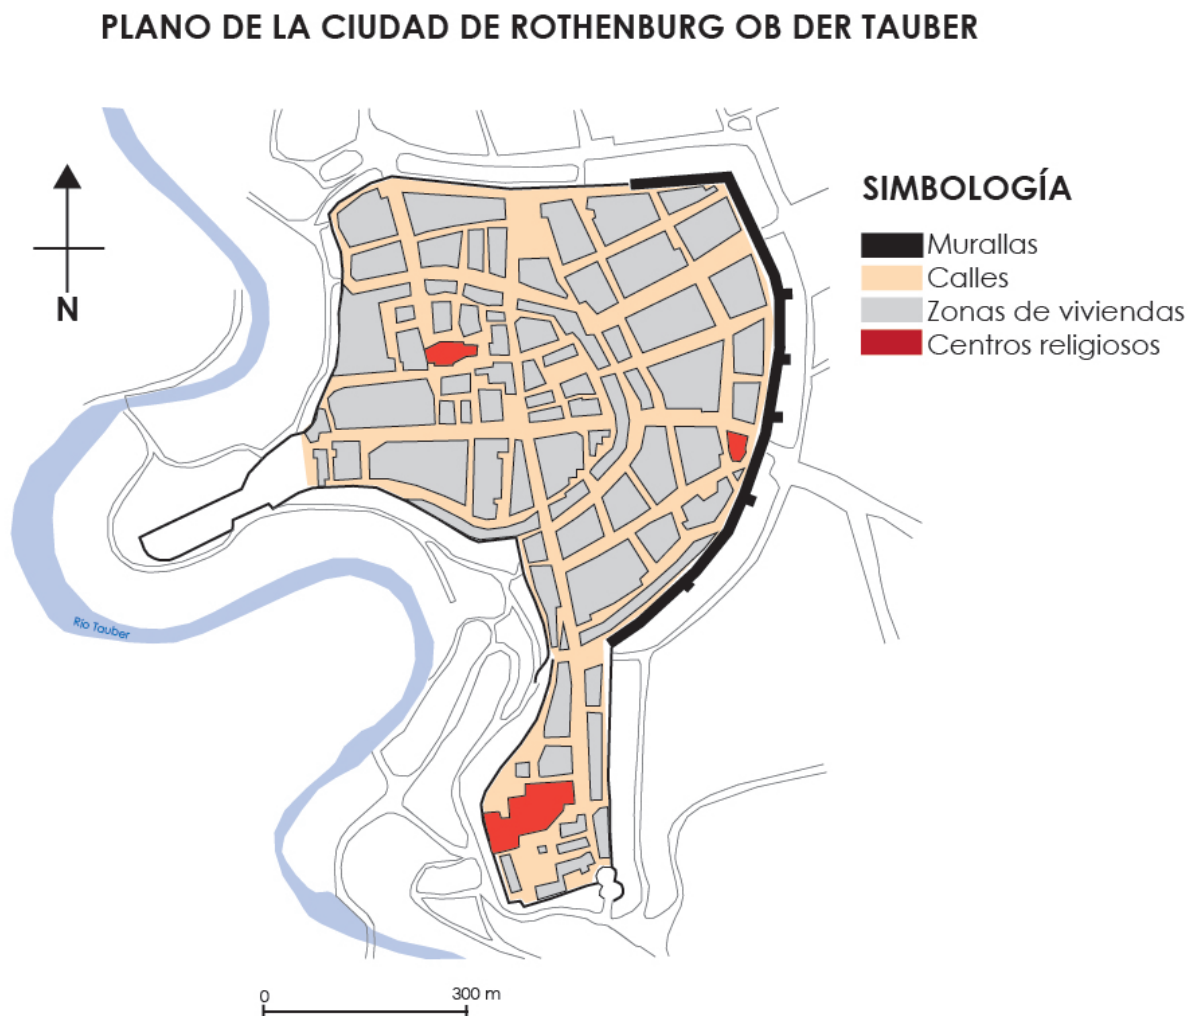 PLANO DE LA CIUDAD DE ROTHENBURG OB DER TAUBER
SIMBOLOGÍA
Murallas
Calles
Zonas de viviendas
Centros religiosos
N
Río Tauber
0 300 m